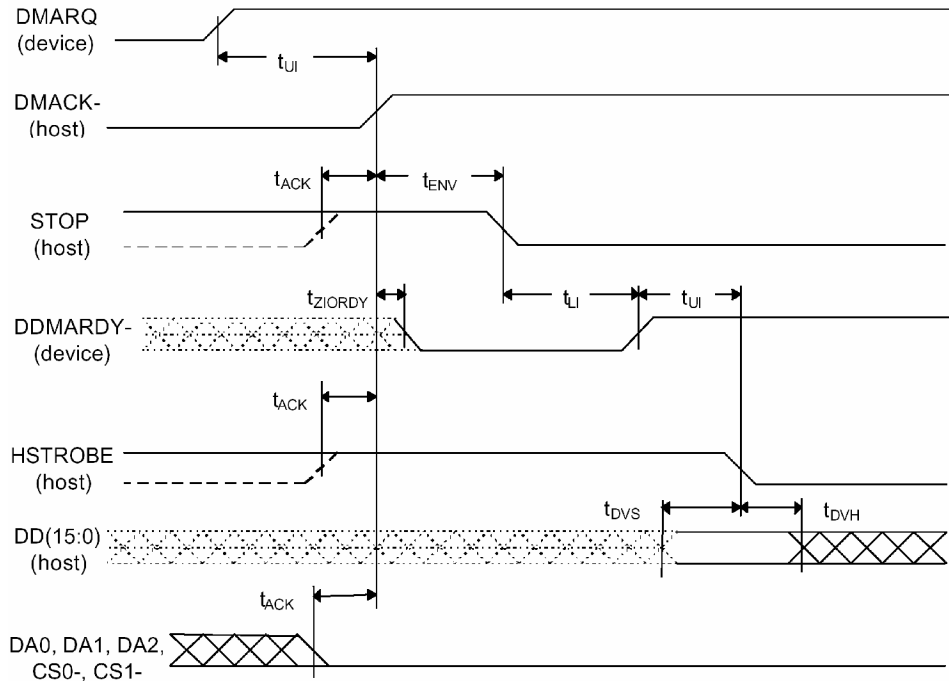 DMARQ
(device)
tUI
DMACK-
(host)
tACK
tENV
STOP
(host)
tZIORDY
tLI
tUI
DDMARDY-
(device)
tACK
HSTROBE
(host)
tDVS
tDVH
DD(15:0)
(host)
tACK
DA0, DA1, DA2,
CS0-, CS1-